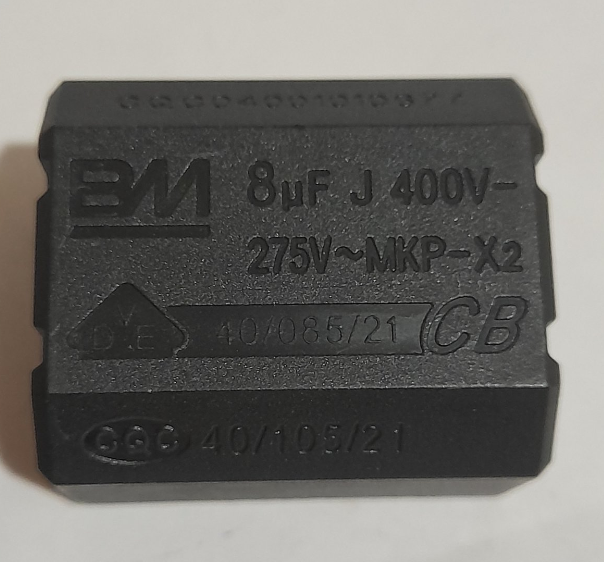 BM 8μF J 400V-
275V~MKP-X2
VDE 40/085/21 CB
CQC 40/105/21